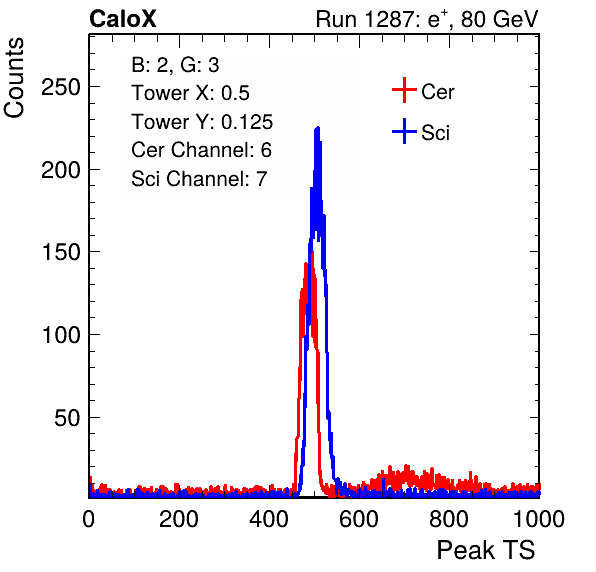 CaloX Run 1287: e⁺, 80 GeV
B: 2, G: 3
Tower X: 0.5
Tower Y: 0.125
Cer Channel: 6
Sci Channel: 7
Cer
Sci
Counts
250
200
150
100
50
0 200 400 600 800 1000
Peak TS